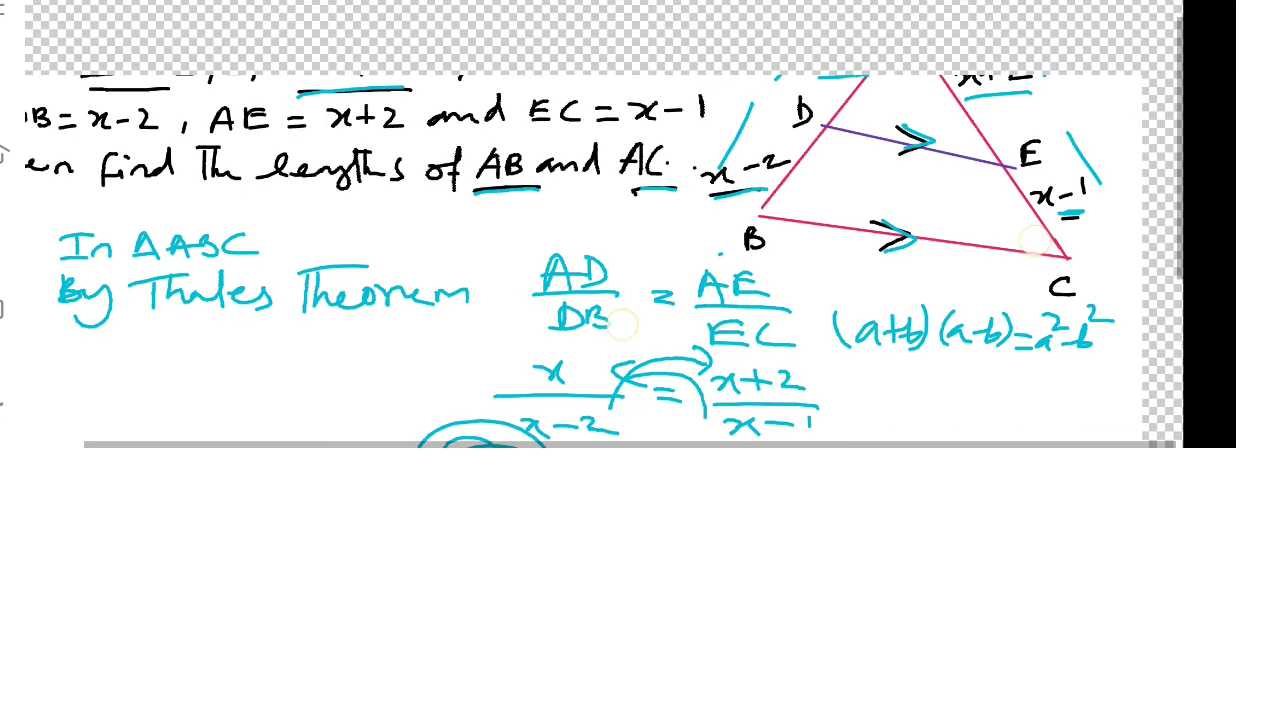 B = x-2 , AE = x+2 and EC = x-1
en find the lengths of AB and AC.
D
E
x-2
x-1
B
C
In ΔABC
By Thales Theorem AD/DB = AE/EC
(a+b)(a-b)=a²-b²
x/x-2 = x+2/x-1